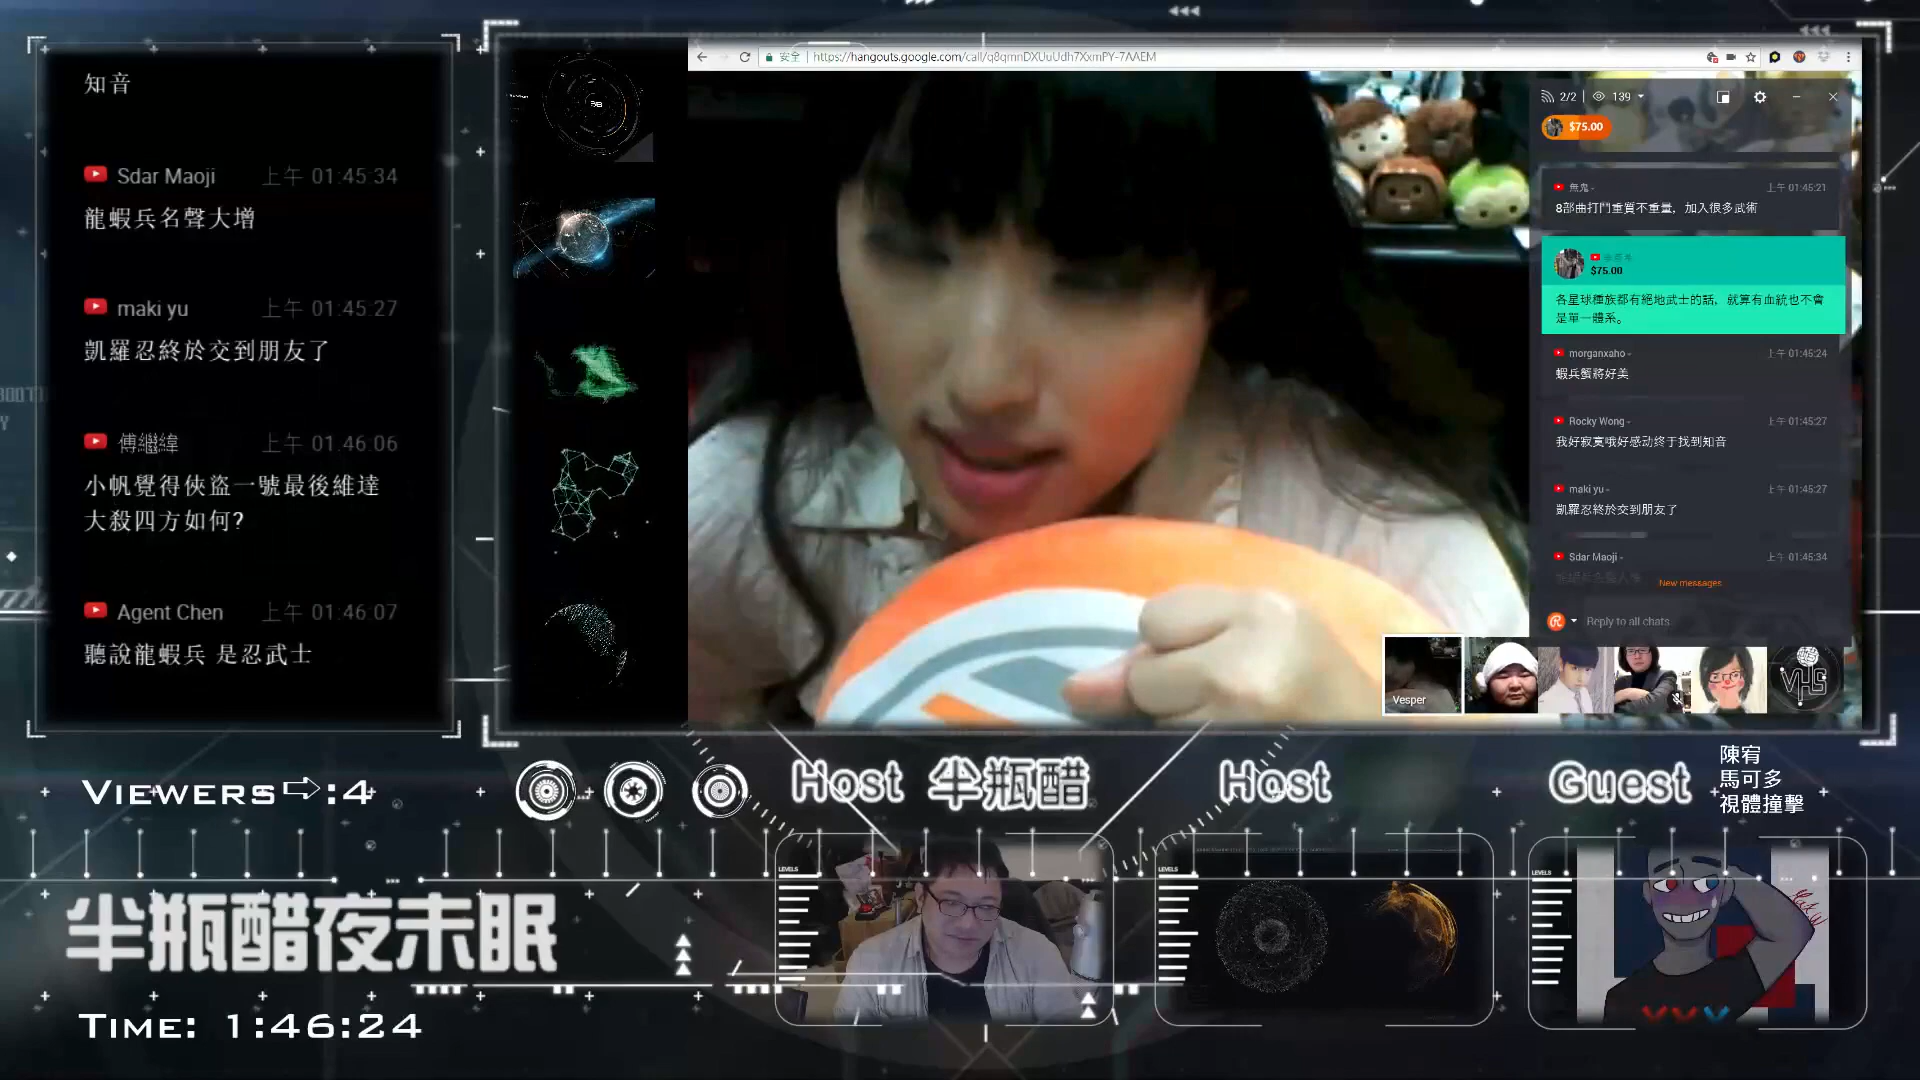 知音
Sdar Maoji 上午 01:45:34
龍蝦兵名聲大增
maki yu 上午 01:45:27
凱羅忍終於交到朋友了
傅繼緯 上午 01:46:06
小帆覺得俠盜一號最後維達
大殺四方如何?
Agent Chen 上午 01:46:07
聽說龍蝦兵 是忍武士
安全 https://hangouts.google.com/call/q8qmnDXUuUdh7XxmPY-7AAEM
2/2 139
$75.00
無鬼 - 上午 01:45:21
8部曲打鬥重質不重量，加入很多武術
$75.00
各星球種族都有絕地武士的話，就算有血統也不會
是單一體系。
morganxaho - 上午 01:45:24
蝦兵蟹將好美
Rocky Wong - 上午 01:45:27
我好寂寞哦好感动终于找到知音
maki yu - 上午 01:45:27
凱羅忍終於交到朋友了
Sdar Maoji - 上午 01:45:34
New messages
Reply to all chats
Vesper
VHS
Viewers:4
Host 半瓶醋
Host
Guest
陳宥
馬可多
視體撞擊
LEVELS
LEVELS
LEVELS
半瓶醋夜未眠
Time: 1:46:24